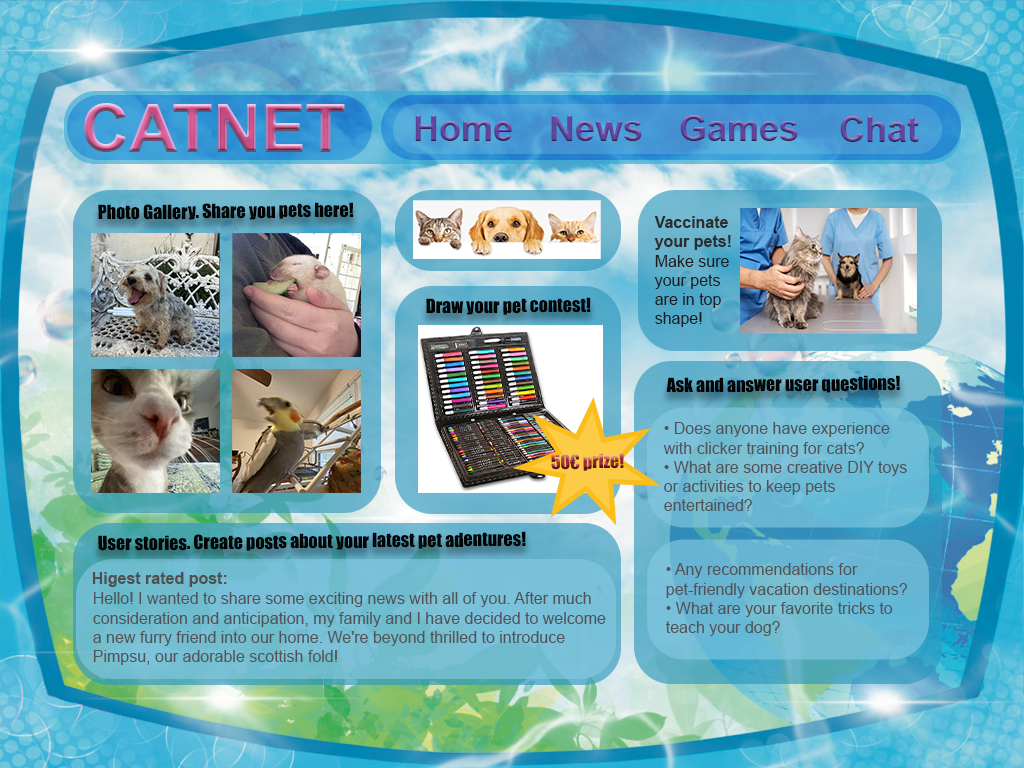 CATNET
Home News Games Chat
Photo Gallery. Share you pets here!
Draw your pet contest!
50€ prize!
Vaccinate
your pets!
Make sure
your pets
are in top
shape!
Ask and answer user questions!
• Does anyone have experience
with clicker training for cats?
• What are some creative DIY toys
or activities to keep pets
entertained?
• Any recommendations for
pet-friendly vacation destinations?
• What are your favorite tricks to
teach your dog?
User stories. Create posts about your latest pet adentures!
Higest rated post:
Hello! I wanted to share some exciting news with all of you. After much
consideration and anticipation, my family and I have decided to welcome
a new furry friend into our home. We're beyond thrilled to introduce
Pimpsu, our adorable scottish fold!